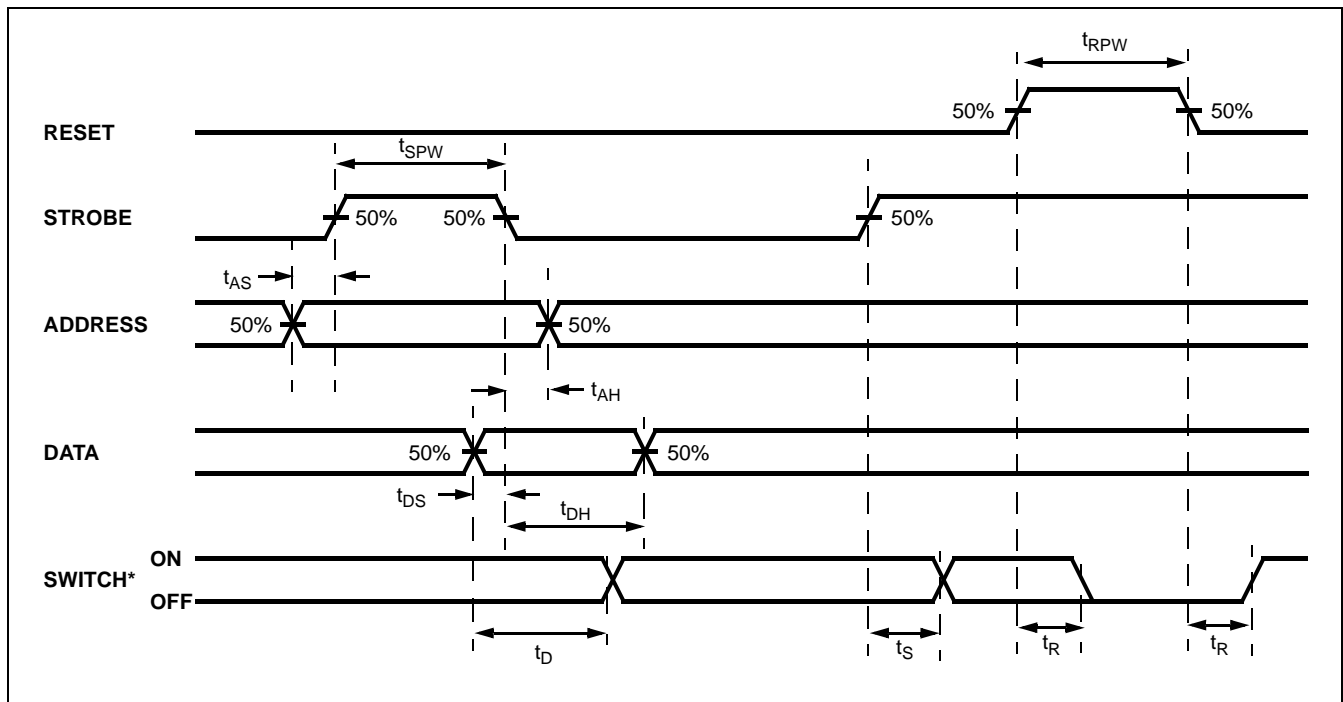 tRPW
50%
50%
RESET
tSPW
STROBE
50%
50%
50%
tAS
ADDRESS
50%
50%
tAH
DATA
50%
50%
tDS
tDH
ON
SWITCH*
OFF
tD
tS
tR
tR